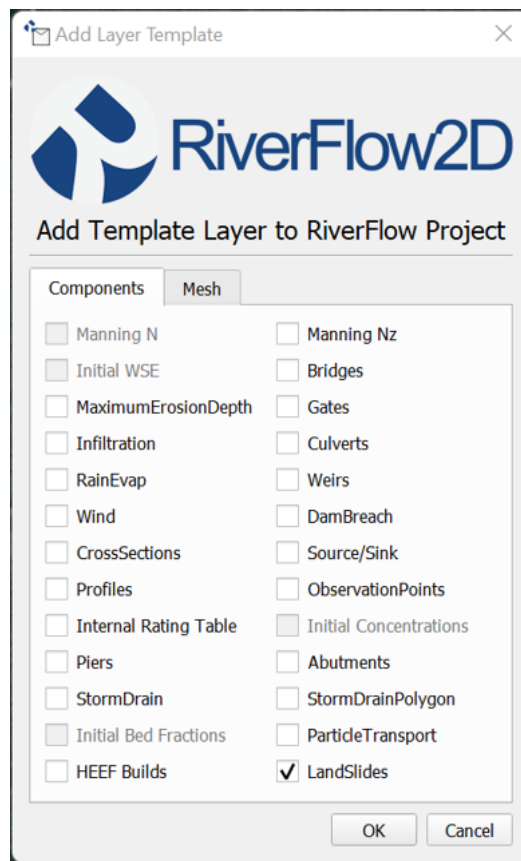 Add Layer Template
RiverFlow2D
Add Template Layer to RiverFlow Project
Components Mesh
Manning N Manning Nz
Initial WSE Bridges
MaximumErosionDepth Gates
Infiltration Culverts
RainEvap Weirs
Wind DamBreach
CrossSections Source/Sink
Profiles ObservationPoints
Internal Rating Table Initial Concentrations
Piers Abutments
StormDrain StormDrainPolygon
Initial Bed Fractions ParticleTransport
HEEF Builds LandSlides
OK Cancel